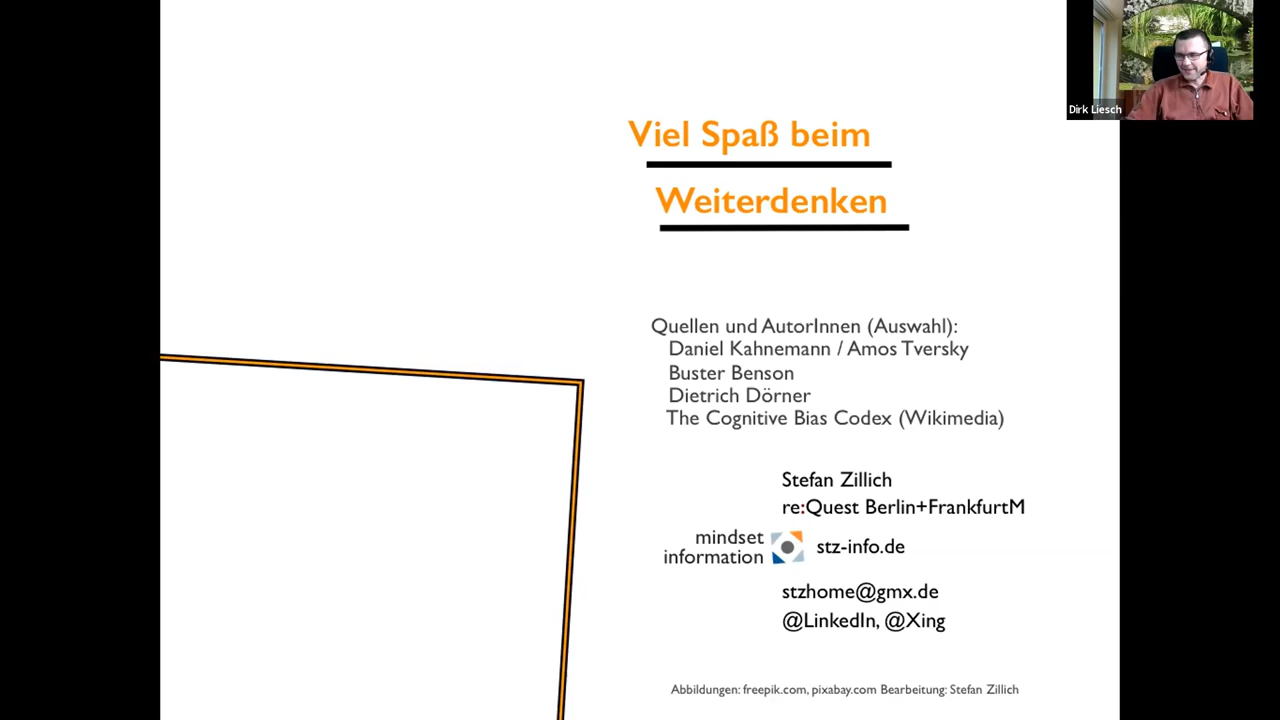 Dirk Liesch
Viel Spaß beim
Weiterdenken
Quellen und AutorInnen (Auswahl):
Daniel Kahnemann / Amos Tversky
Buster Benson
Dietrich Dörner
The Cognitive Bias Codex (Wikimedia)
Stefan Zillich
re:Quest Berlin+FrankfurtM
mindset
information
stz-info.de
stzhome@gmx.de
@LinkedIn, @Xing
Abbildungen: freepik.com, pixabay.com Bearbeitung: Stefan Zillich